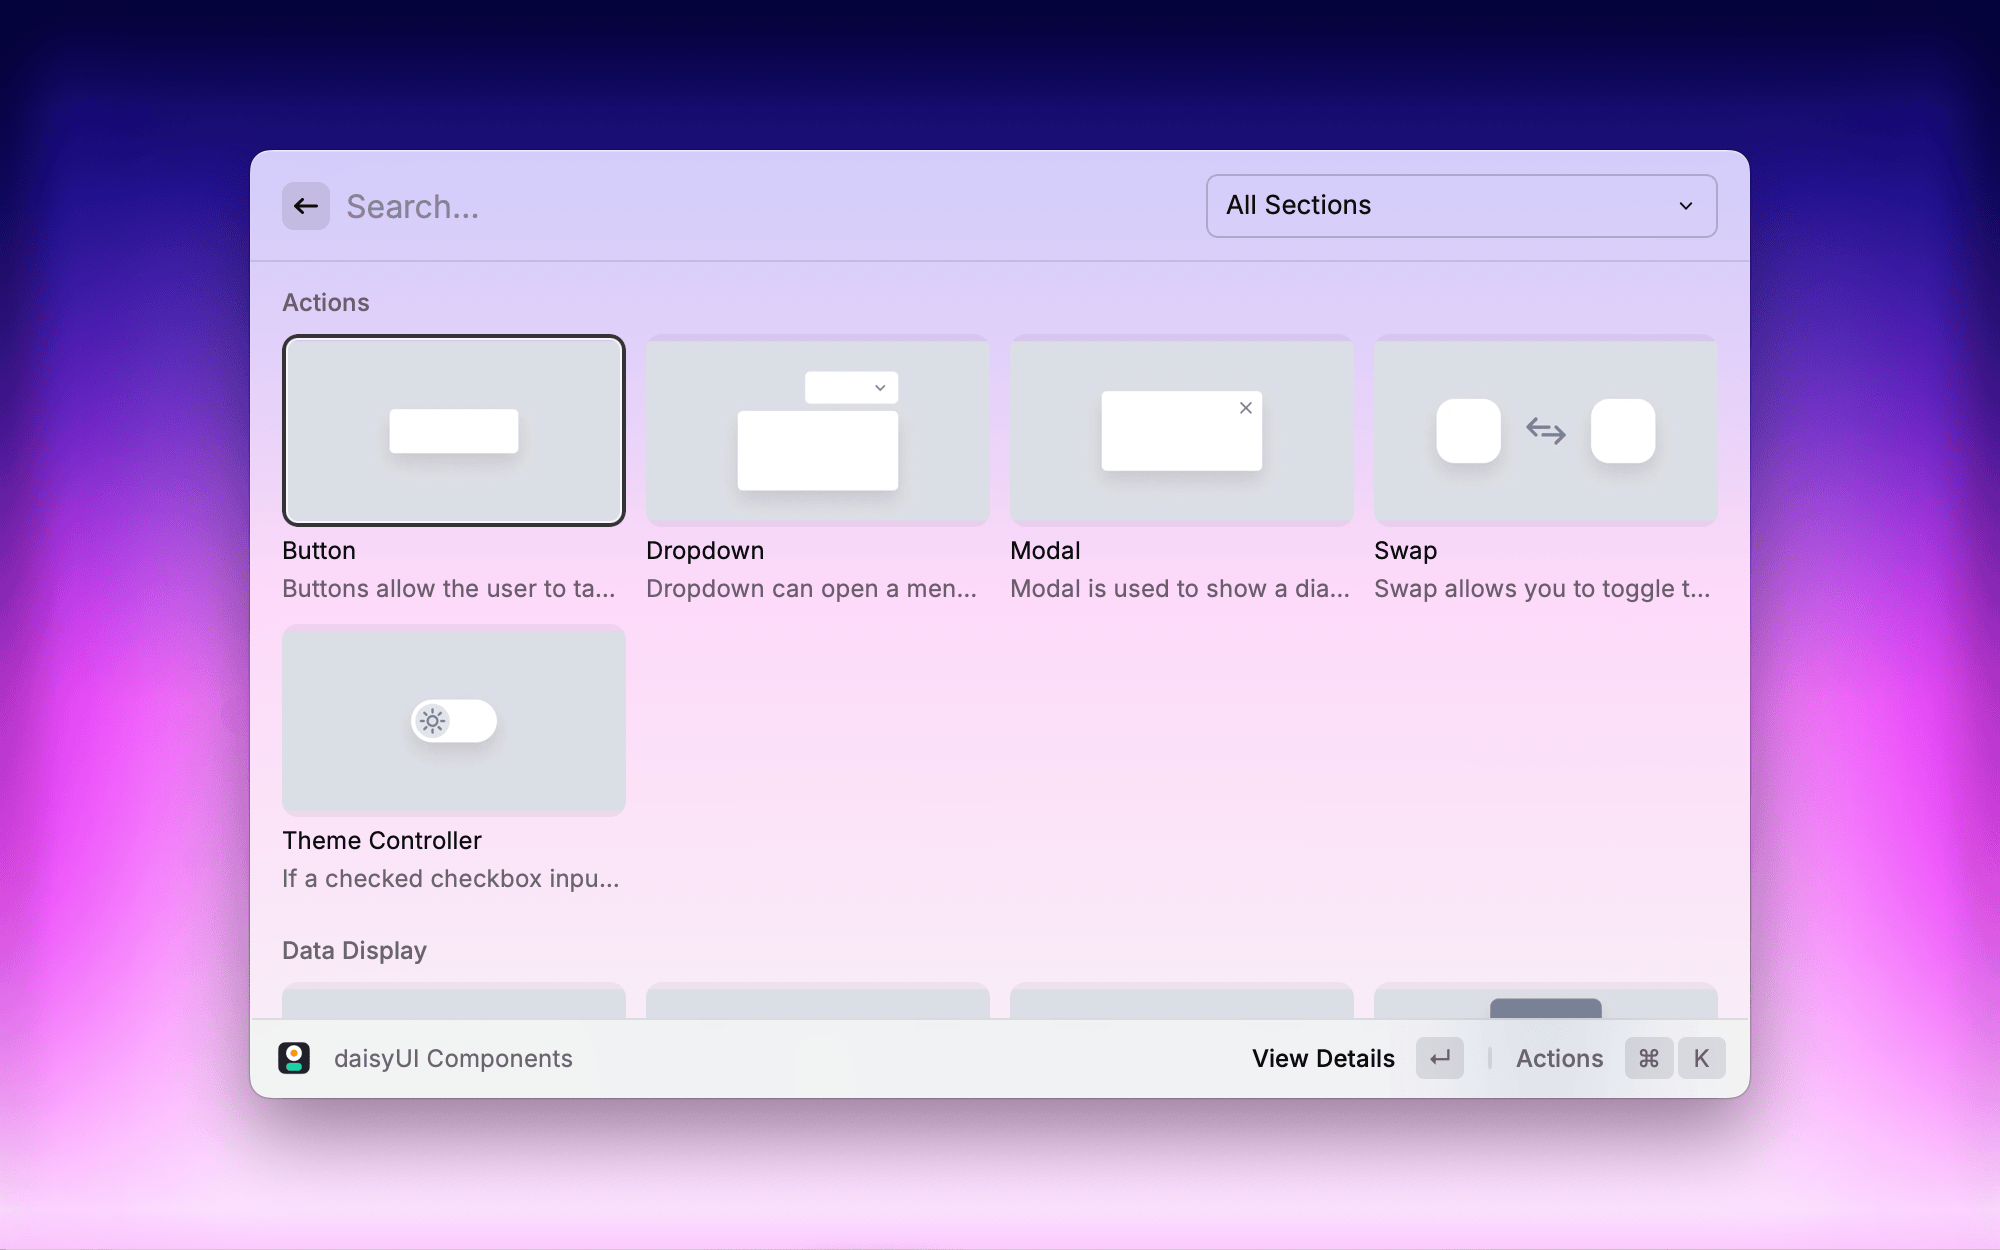 Search...
All Sections
Actions
Button
Dropdown
Modal
Swap
Buttons allow the user to ta...
Dropdown can open a men...
Modal is used to show a dia...
Swap allows you to toggle t...
Theme Controller
If a checked checkbox inpu...
Data Display
daisyUI Components
View Details
Actions
⌘ K